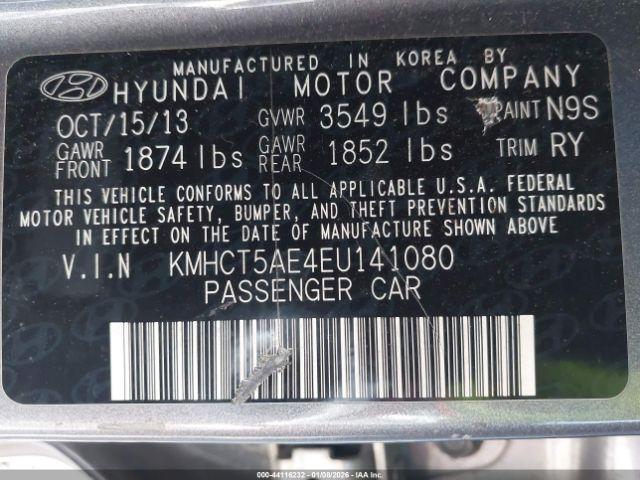 MANUFACTURED IN KOREA BY
HYUNDAI MOTOR COMPANY
OCT/15/13 GVWR 3549 lbs PAINT N9S
GAWR FRONT 1874 lbs GAWR REAR 1852 lbs TRIM RY
THIS VEHICLE CONFORMS TO ALL APPLICABLE U.S.A. FEDERAL
MOTOR VEHICLE SAFETY, BUMPER, AND THEFT PREVENTION STANDARDS
IN EFFECT ON THE DATE OF MANUFACTURE SHOWN ABOVE
V.I.N KMHCT5AE4EU141080
PASSENGER CAR
000-44116232 - 01/08/2026 - IAAI.COM